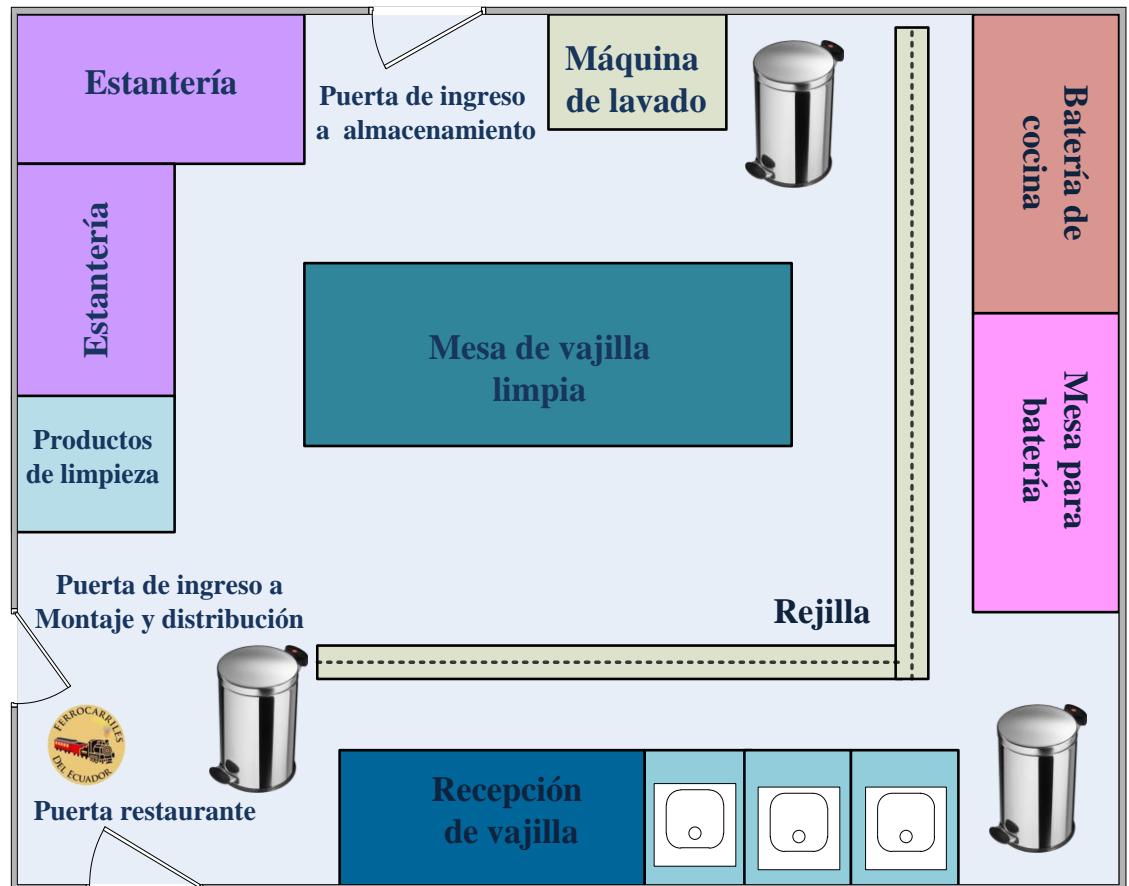 Estantería
Puerta de ingreso
a almacenamiento
Máquina
de lavado
Batería de
cocina
Estantería
Mesa de vajilla
limpia
Mesa para
batería
Productos
de limpieza
Puerta de ingreso a
Montaje y distribución
Rejilla
FERROCARRILES
DEL ECUADOR
Puerta restaurante
Recepción
de vajilla